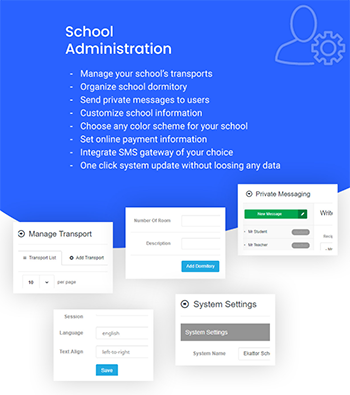 School
Administration
- Manage your school's transports
- Organize school dormitory
- Send private messages to users
- Customize school information
- Choose any color scheme for your school
- Set online payment information
- Integrate SMS gateway of your choice
- One click system update without loosing any data
Private Messaging
New Message
Write
Mr Student
Mr Teacher
Number Of Room
Description
Add Dormitory
Manage Transport
Transport List
Add Transport
10
per page
Session
Language
english
Text Align
left-to-right
Save
System Settings
System Settings
System Name
Ekattor Sch